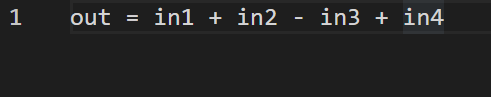 1 out = in1 + in2 - in3 + in4